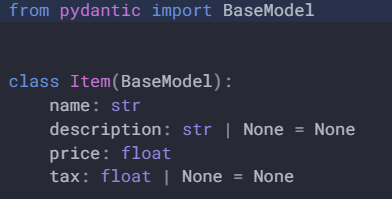 from pydantic import BaseModel
class Item(BaseModel):
    name: str
    description: str | None = None
    price: float
    tax: float | None = None